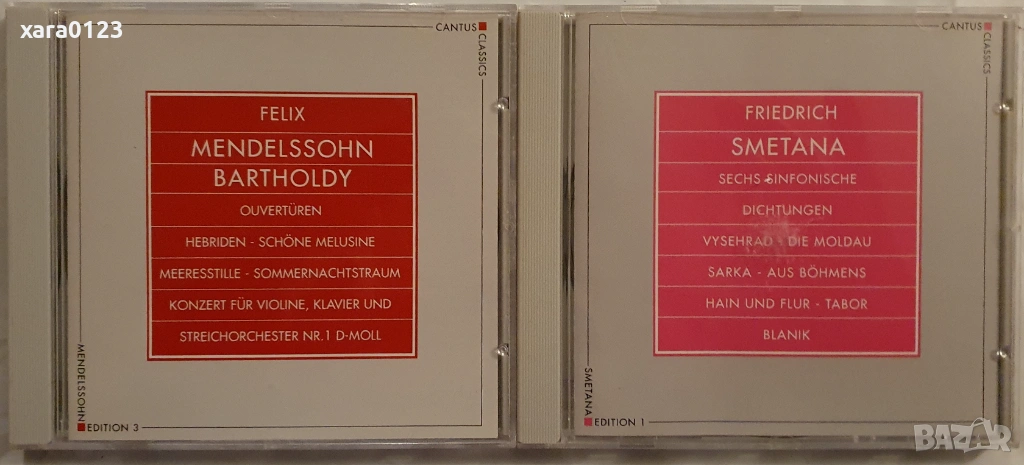 xara0123
CANTUS
CLASSICS
FELIX
MENDELSSOHN
BARTHOLDY
OUVERTÜREN
HEBRIDEN - SCHÖNE MELUSINE
MEERESSTILLE - SOMMERNACHTSTRAUM
KONZERT FÜR VIOLINE, KLAVIER UND
STREICHORCHESTER NR.1 D-MOLL
MENDELSSOHN
EDITION 3
CANTUS
CLASSICS
FRIEDRICH
SMETANA
SECHS SINFONISCHE
DICHTUNGEN
VYSEHRAD - DIE MOLDAU
SARKA - AUS BÖHMENS
HAIN UND FLUR - TABOR
BLANIK
SMETANA
EDITION 1
BAZAR